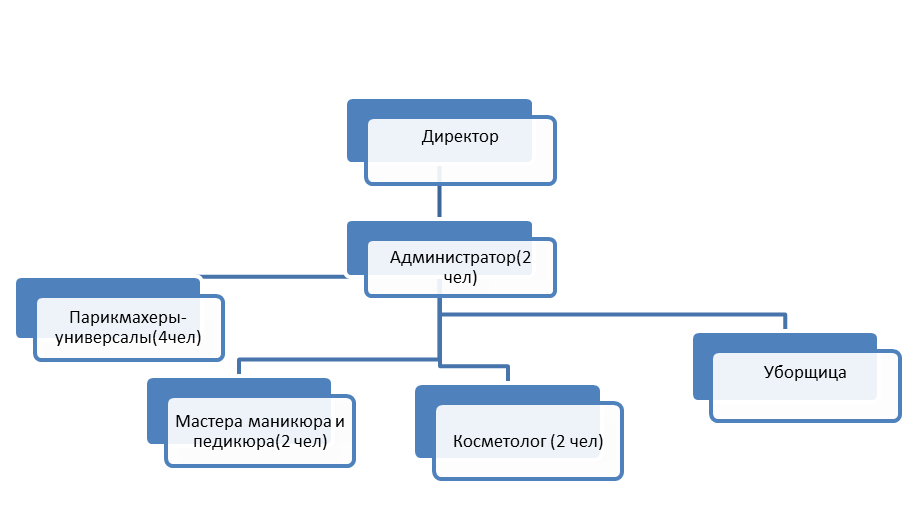 Директор
Администратор(2
чел)
Парикмахеры-
универсалы(4чел)
Уборщица
Мастера маникюра и
педикюра(2 чел)
Косметолог (2 чел)